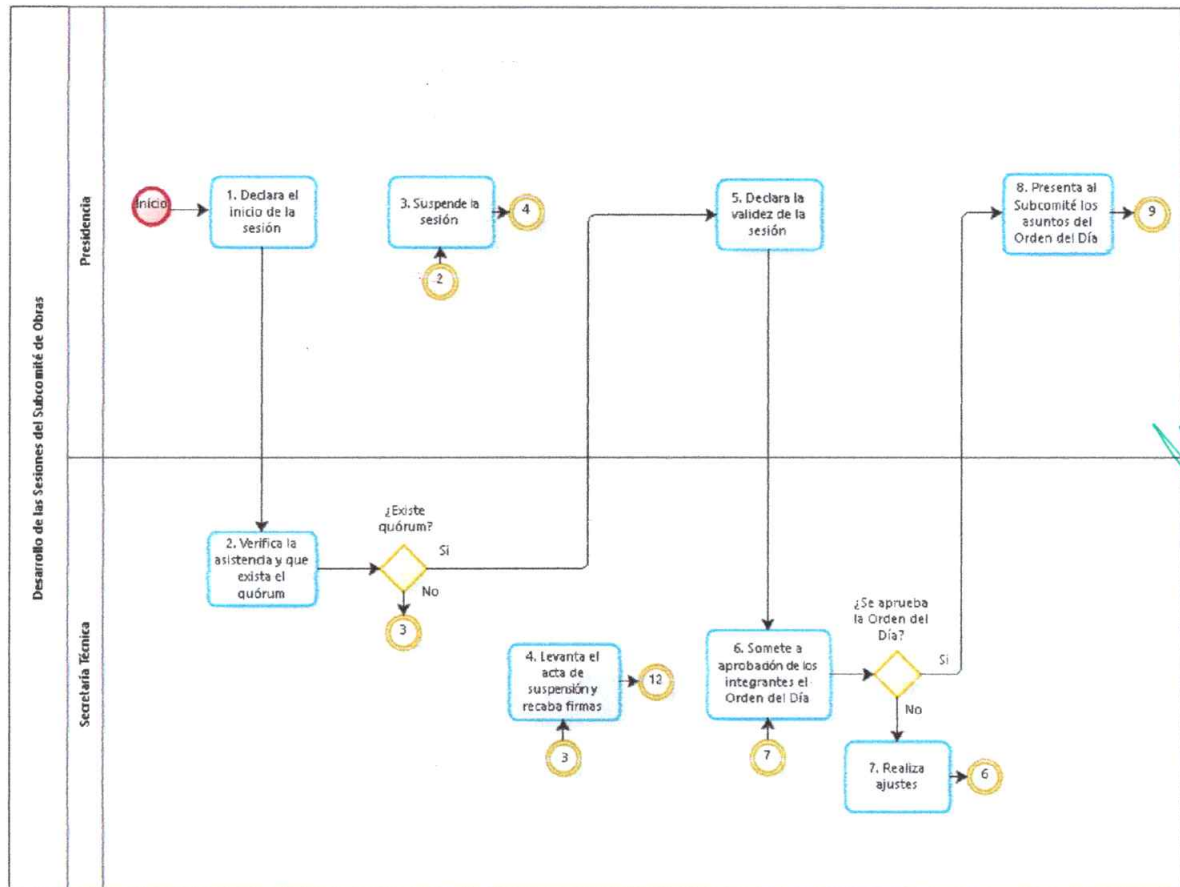 Desarrollo de las Sesiones del Subcomité de Obras
Presidencia
Inicio
1. Declara el
inicio de la
sesión
3. Suspende la
sesión
4
2
5. Declara la
validez de la
sesión
8. Presenta al
Subcomité los
asuntos del
Orden del Día
9
Secretaría Técnica
2. Verifica la
asistencia y que
exista el
quórum
¿Existe
quórum?
Si
No
3
4. Levanta el
acta de
suspensión y
recaba firmas
12
3
6. Somete a
aprobación de los
integrantes el
Orden del Día
7
¿Se aprueba
la Orden del
Día?
Si
No
7. Realiza
ajustes
6